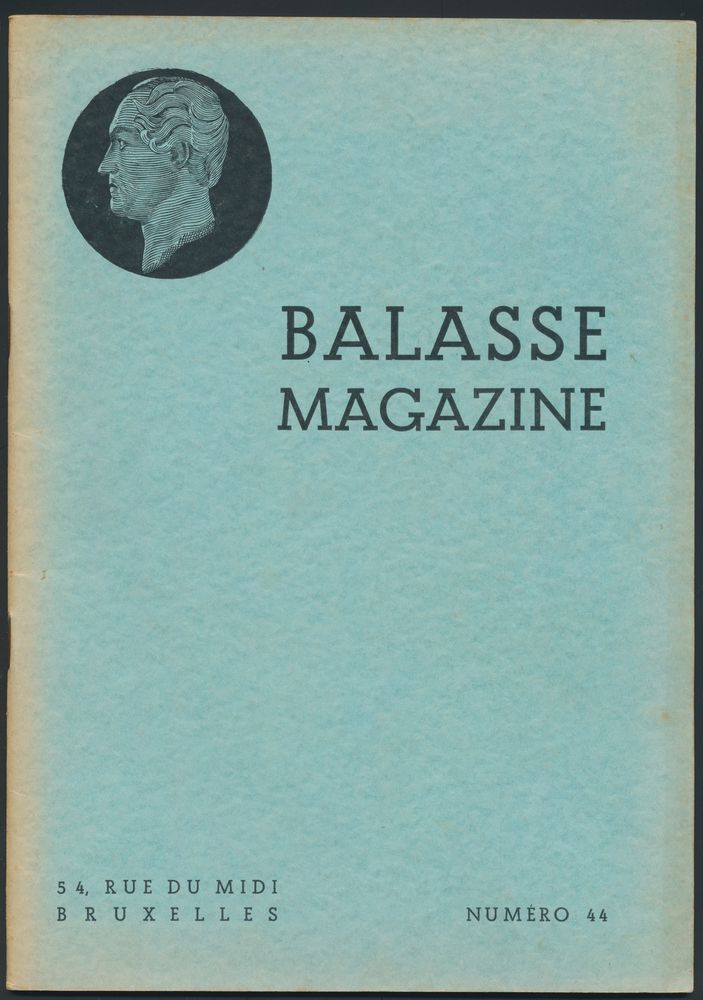 BALASSE
MAGAZINE
54, RUE DU MIDI
BRUXELLES
NUMÉRO 44